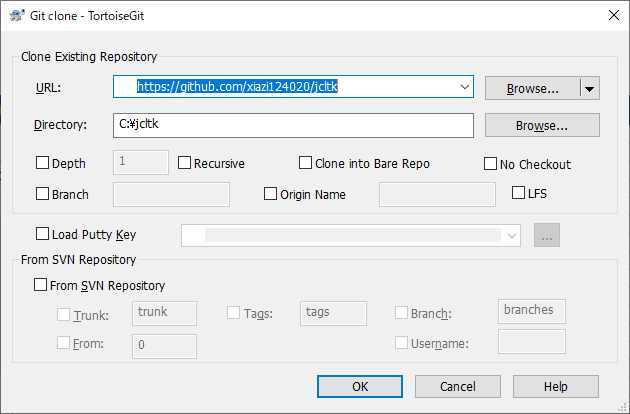 Git clone - TortoiseGit
Clone Existing Repository
URL: https://github.com/xiazi124020/jcltk Browse...
Directory: C:¥jcltk Browse...
Depth 1 Recursive Clone into Bare Repo No Checkout
Branch Origin Name LFS
Load Putty Key ...
From SVN Repository
From SVN Repository
Trunk: trunk Tags: tags Branch: branches
From: 0 Username:
OK Cancel Help